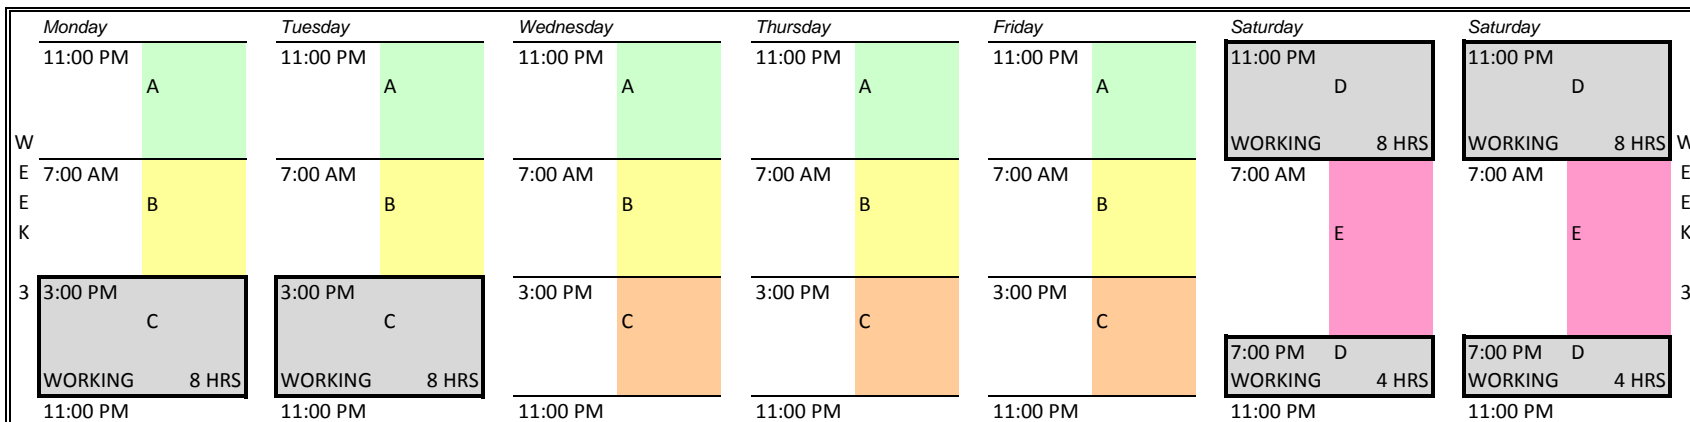 Monday Tuesday Wednesday Thursday Friday Saturday Saturday
11:00 PM 11:00 PM 11:00 PM 11:00 PM 11:00 PM 11:00 PM 11:00 PM
A A A A A D D
W WORKING 8 HRS WORKING 8 HRS W
E 7:00 AM 7:00 AM 7:00 AM 7:00 AM 7:00 AM 7:00 AM 7:00 AM E
E B B B B B E
K E E K
3 3:00 PM 3:00 PM 3:00 PM 3:00 PM 3:00 PM 3
C C C C C
7:00 PM D 7:00 PM D
WORKING 8 HRS WORKING 8 HRS WORKING 4 HRS WORKING 4 HRS
11:00 PM 11:00 PM 11:00 PM 11:00 PM 11:00 PM 11:00 PM 11:00 PM